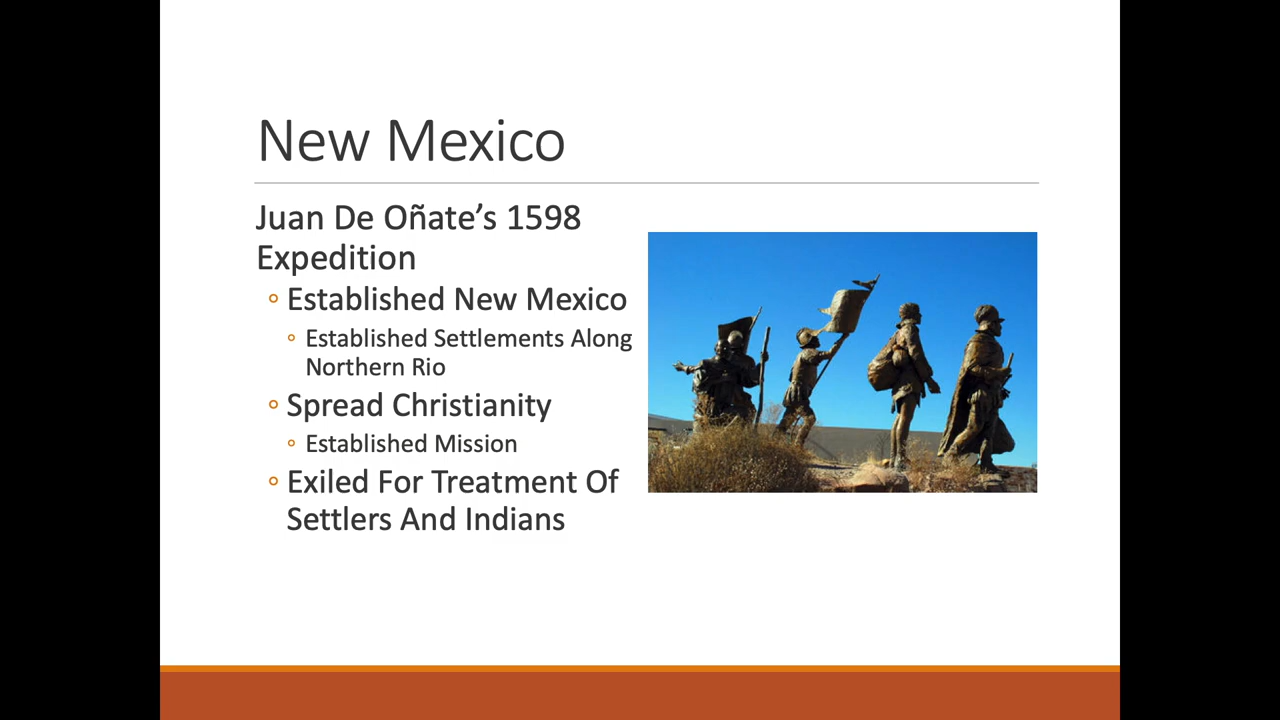 New Mexico
Juan De Oñate’s 1598
Expedition
Established New Mexico
Established Settlements Along
Northern Rio
Spread Christianity
Established Mission
Exiled For Treatment Of
Settlers And Indians